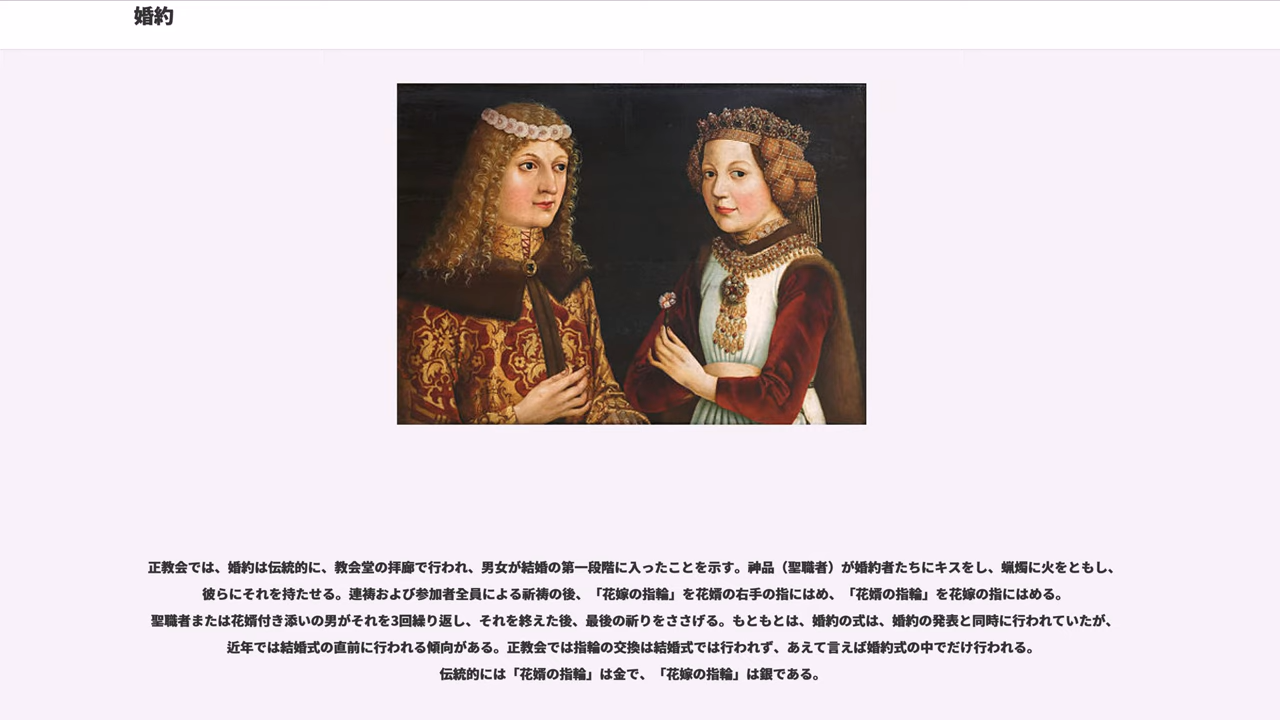 婚約
正教会では、婚約は伝統的に、教会堂の拝廊で行われ、男女が結婚の第一段階に入ったことを示す。神品（聖職者）が婚約者たちにキスをし、蝋燭に火をともし、
彼らにそれを持たせる。連祷および参加者全員による祈祷の後、「花嫁の指輪」を花婿の右手の指にはめ、「花婿の指輪」を花嫁の指にはめる。
聖職者または花婿付き添いの男がそれを3回繰り返し、それを終えた後、最後の祈りをささげる。もともとは、婚約の式は、婚約の発表と同時に行われていたが、
近年では結婚式の直前に行われる傾向がある。正教会では指輪の交換は結婚式では行われず、あえて言えば婚約式の中でだけ行われる。
伝統的には「花婿の指輪」は金で、「花嫁の指輪」は銀である。